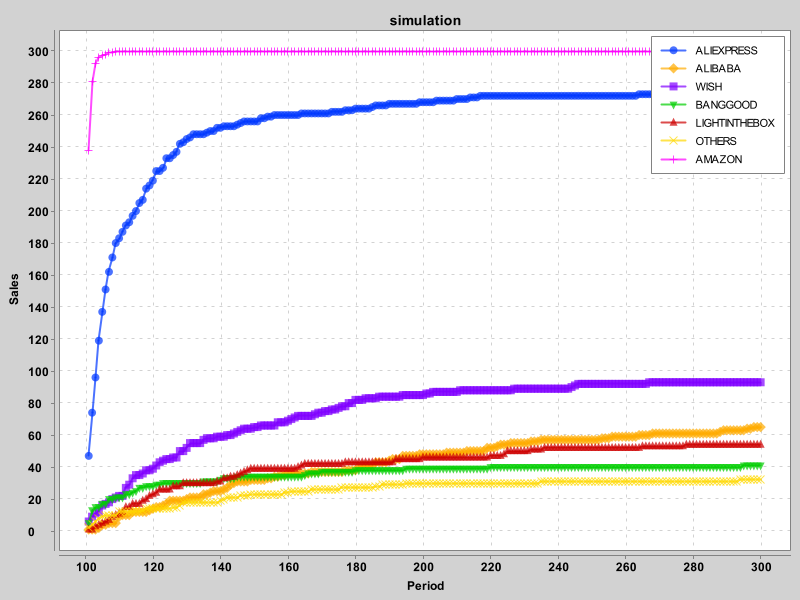 simulation
300
280
260
240
220
200
180
160
140
120
100
80
60
40
20
0
Sales
ALIEXPRESS
ALIBABA
WISH
BANGGOOD
LIGHTINTHEBOX
OTHERS
AMAZON
100 120 140 160 180 200 220 240 260 280 300
Period